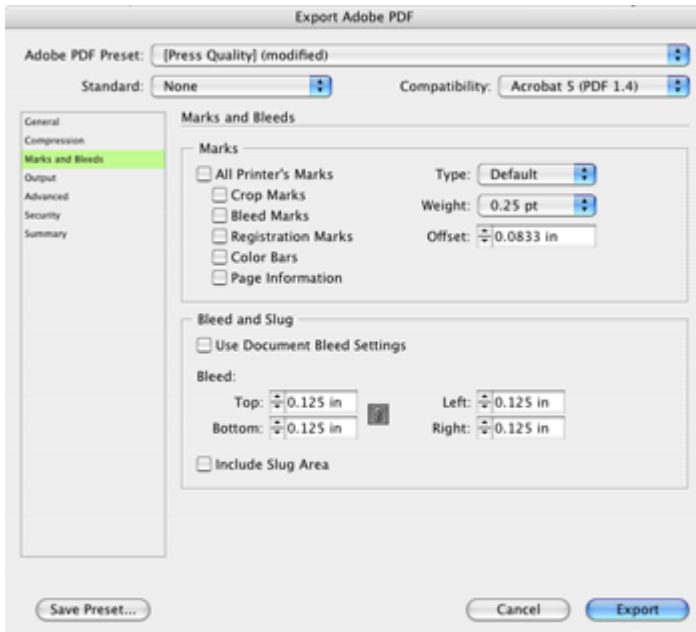 Export Adobe PDF
Adobe PDF Preset: [Press Quality] (modified)
Standard: None Compatibility: Acrobat 5 (PDF 1.4)
General
Compression
Marks and Bleeds
Output
Advanced
Security
Summary
Marks and Bleeds
Marks
All Printer's Marks
Crop Marks
Bleed Marks
Registration Marks
Color Bars
Page Information
Type: Default
Weight: 0.25 pt
Offset: 0.0833 in
Bleed and Slug
Use Document Bleed Settings
Bleed:
Top: 0.125 in Left: 0.125 in
Bottom: 0.125 in Right: 0.125 in
Include Slug Area
Save Preset... Cancel Export